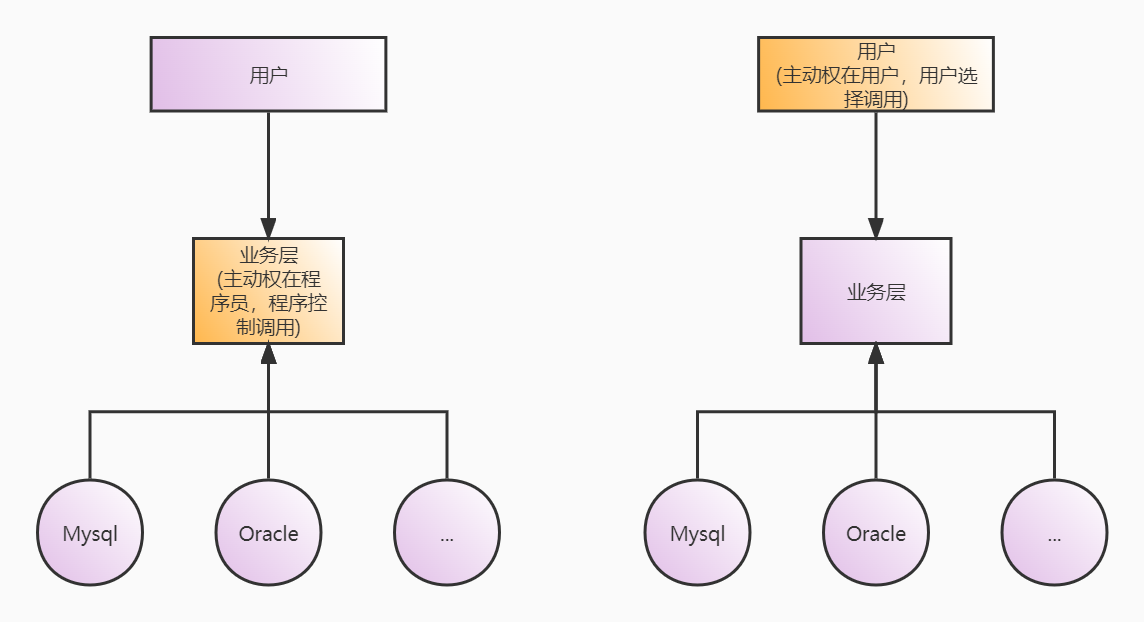 用户
业务层
(主动权在程
序员，程序控
制调用)
Mysql
Oracle
...
用户
(主动权在用户，用户选
择调用)
业务层
Mysql
Oracle
...